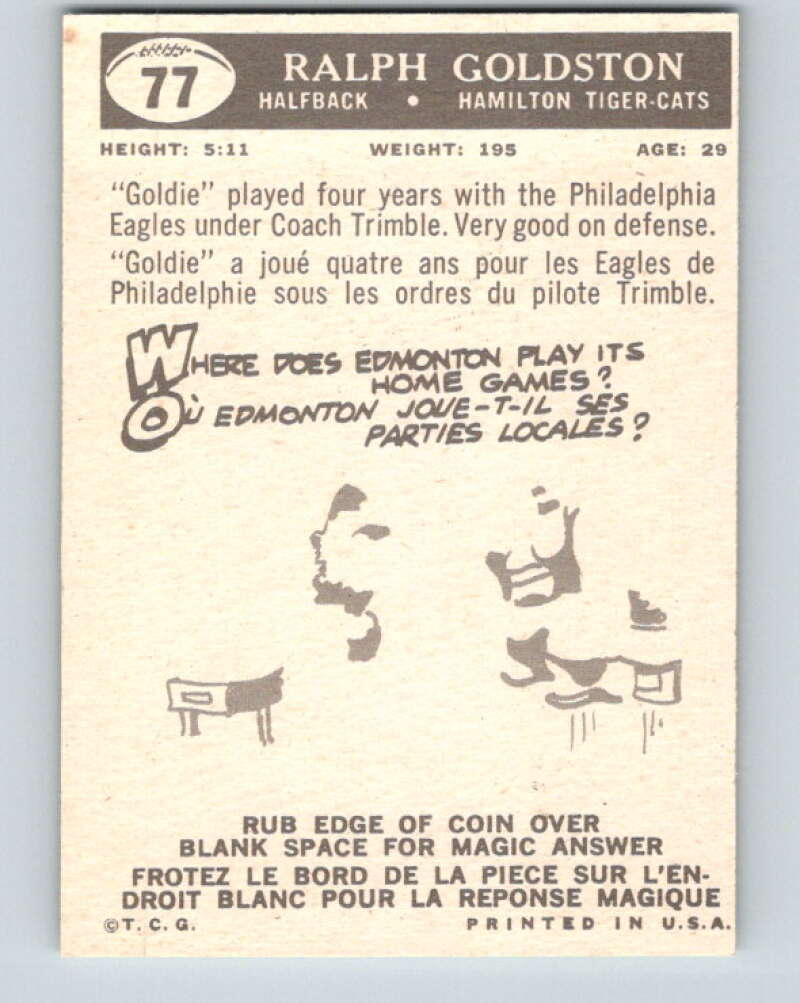 77
RALPH GOLDSTON
HALFBACK • HAMILTON TIGER-CATS
HEIGHT: 5:11 WEIGHT: 195 AGE: 29
“Goldie” played four years with the Philadelphia
Eagles under Coach Trimble. Very good on defense.
“Goldie” a joué quatre ans pour les Eagles de
Philadelphie sous les ordres du pilote Trimble.
WHERE DOES EDMONTON PLAY ITS
HOME GAMES?
OÙ EDMONTON JOUE-T-IL SES
PARTIES LOCALES?
RUB EDGE OF COIN OVER
BLANK SPACE FOR MAGIC ANSWER
FROTEZ LE BORD DE LA PIECE SUR L'EN-
DROIT BLANC POUR LA REPONSE MAGIQUE
©T.C.G. PRINTED IN U.S.A.